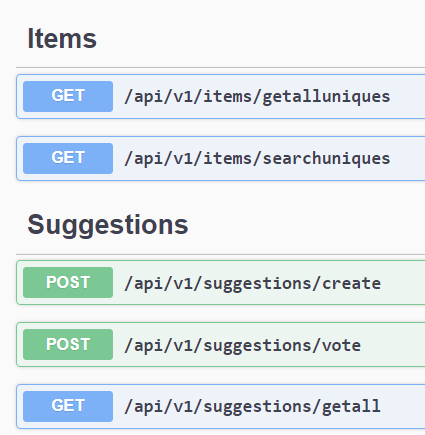 Items
GET /api/v1/items/getalluniques
GET /api/v1/items/searchuniques
Suggestions
POST /api/v1/suggestions/create
POST /api/v1/suggestions/vote
GET /api/v1/suggestions/getall